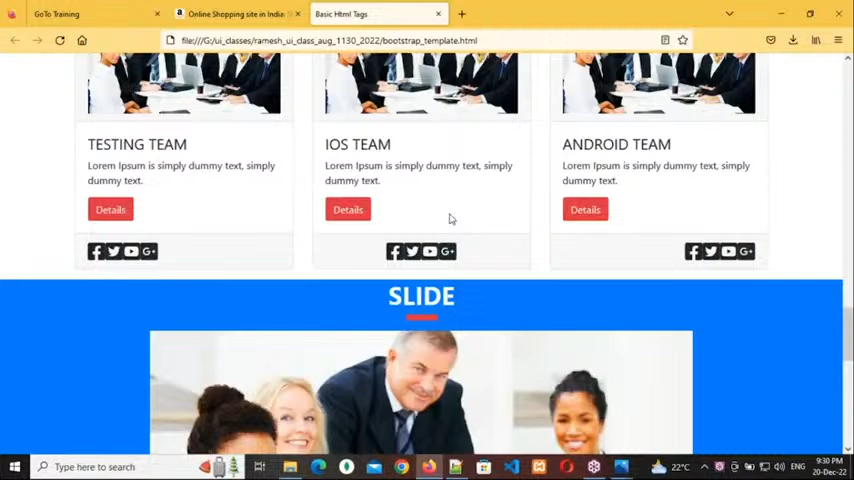 GoTo Training
Online Shopping site in India:
Basic Html Tags
file:///G:/ui_classes/ramesh_ui_class_aug_1130_2022/bootstrap_template.html
TESTING TEAM
Lorem Ipsum is simply dummy text, simply
dummy text.
Details
IOS TEAM
Lorem Ipsum is simply dummy text, simply
dummy text.
Details
ANDROID TEAM
Lorem Ipsum is simply dummy text, simply
dummy text.
Details
SLIDE
Type here to search
22°C
ENG
9:30 PM
20-Dec-22